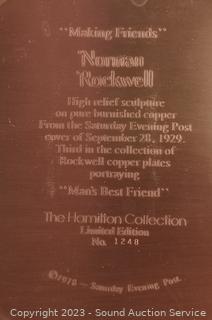 "Making Friends"
Norman
Rockwell
High relief sculpture
on pure burnished copper
From the Saturday Evening Post
cover of September 28, 1929.
Third in the collection of
Rockwell copper plates
portraying
"Man's Best Friend"
The Hamilton Collection
Limited Edition
No. 1248
©1978 — Saturday Evening Post.
Copyright 2023 - Sound Auction Service